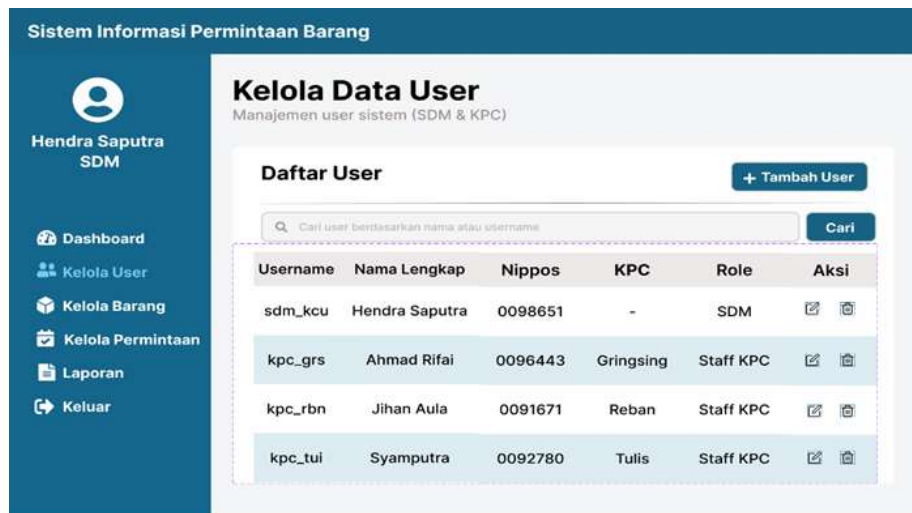 Sistem Informasi Permintaan Barang
Hendra Saputra
SDM
Dashboard
Kelola User
Kelola Barang
Kelola Permintaan
Laporan
Keluar
Kelola Data User
Manajemen user sistem (SDM & KPC)
Daftar User
+ Tambah User
Cari user berdasarkan nama atau username
Cari
Username Nama Lengkap Nippos KPC Role Aksi
sdm_kcu Hendra Saputra 0098651 - SDM
kpc_grs Ahmad Rifai 0096443 Gringsing Staff KPC
kpc_rbn Jihan Aula 0091671 Reban Staff KPC
kpc_tui Syamputra 0092780 Tulis Staff KPC